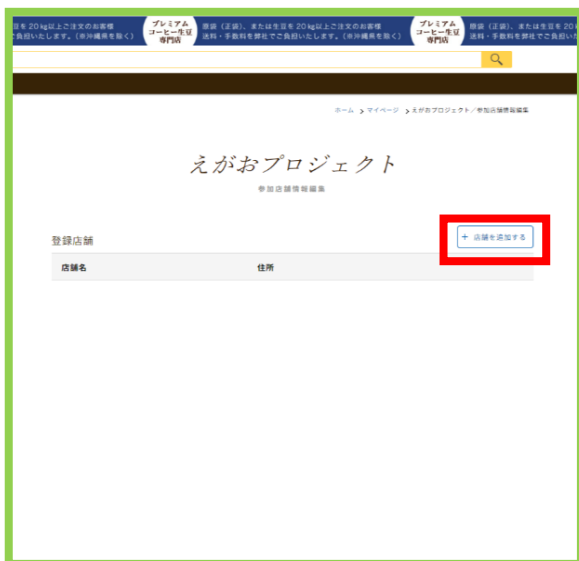 豆を20kg以上ご注文のお客様
ご負担いたします。(※沖縄県を除く)
プレミアム
コーヒー生豆
専門店
原袋（正袋）、または生豆を20kg以上ご注文のお客様
送料・手数料を弊社でご負担いたします。(※沖縄県を除く)
プレミアム
コーヒー生豆
専門店
原袋（正袋）、または生豆を20
送料・手数料を弊社でご負担いた
ホーム > マイページ > えがおプロジェクト／参加店舗情報編集
えがおプロジェクト
参加店舗情報編集
登録店舗
+ 店舗を追加する
店舗名 住所